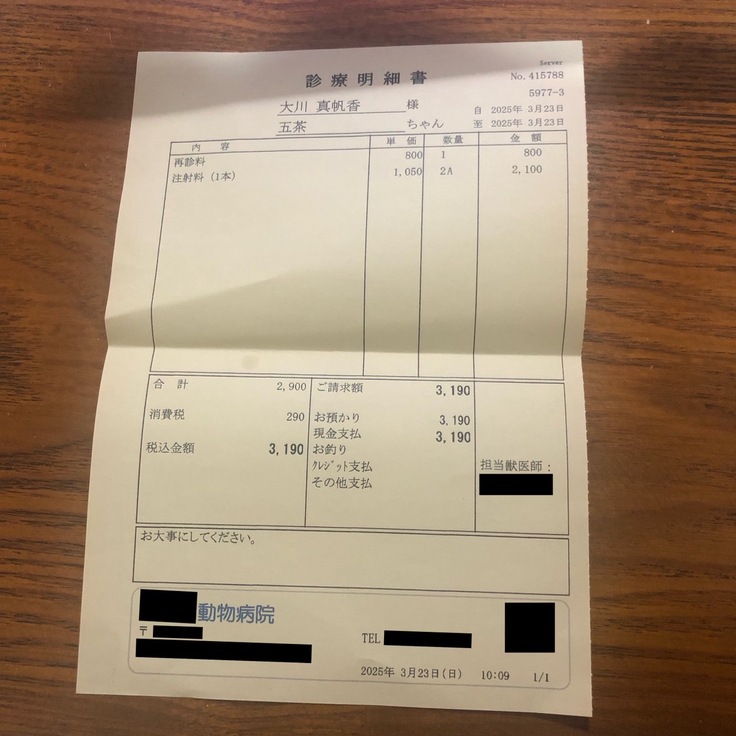 Server
診療明細書
No. 415788
5977-3
大川 真帆香 様
自 2025年 3月23日
五茶 ちゃん
至 2025年 3月23日
内 容 単 価 数量 金 額
再診料 800 1 800
注射料 (1本) 1,050 2A 2,100
合 計 2,900 ご請求額 3,190
消費税 290 お預かり 3,190
現金支払 3,190
税込金額 3,190 お釣り
ｸﾚｼﾞｯﾄ支払
担当獣医師：
その他支払
お大事にしてください。
動物病院
〒
TEL
2025年 3月23日(日) 10:09 1/1